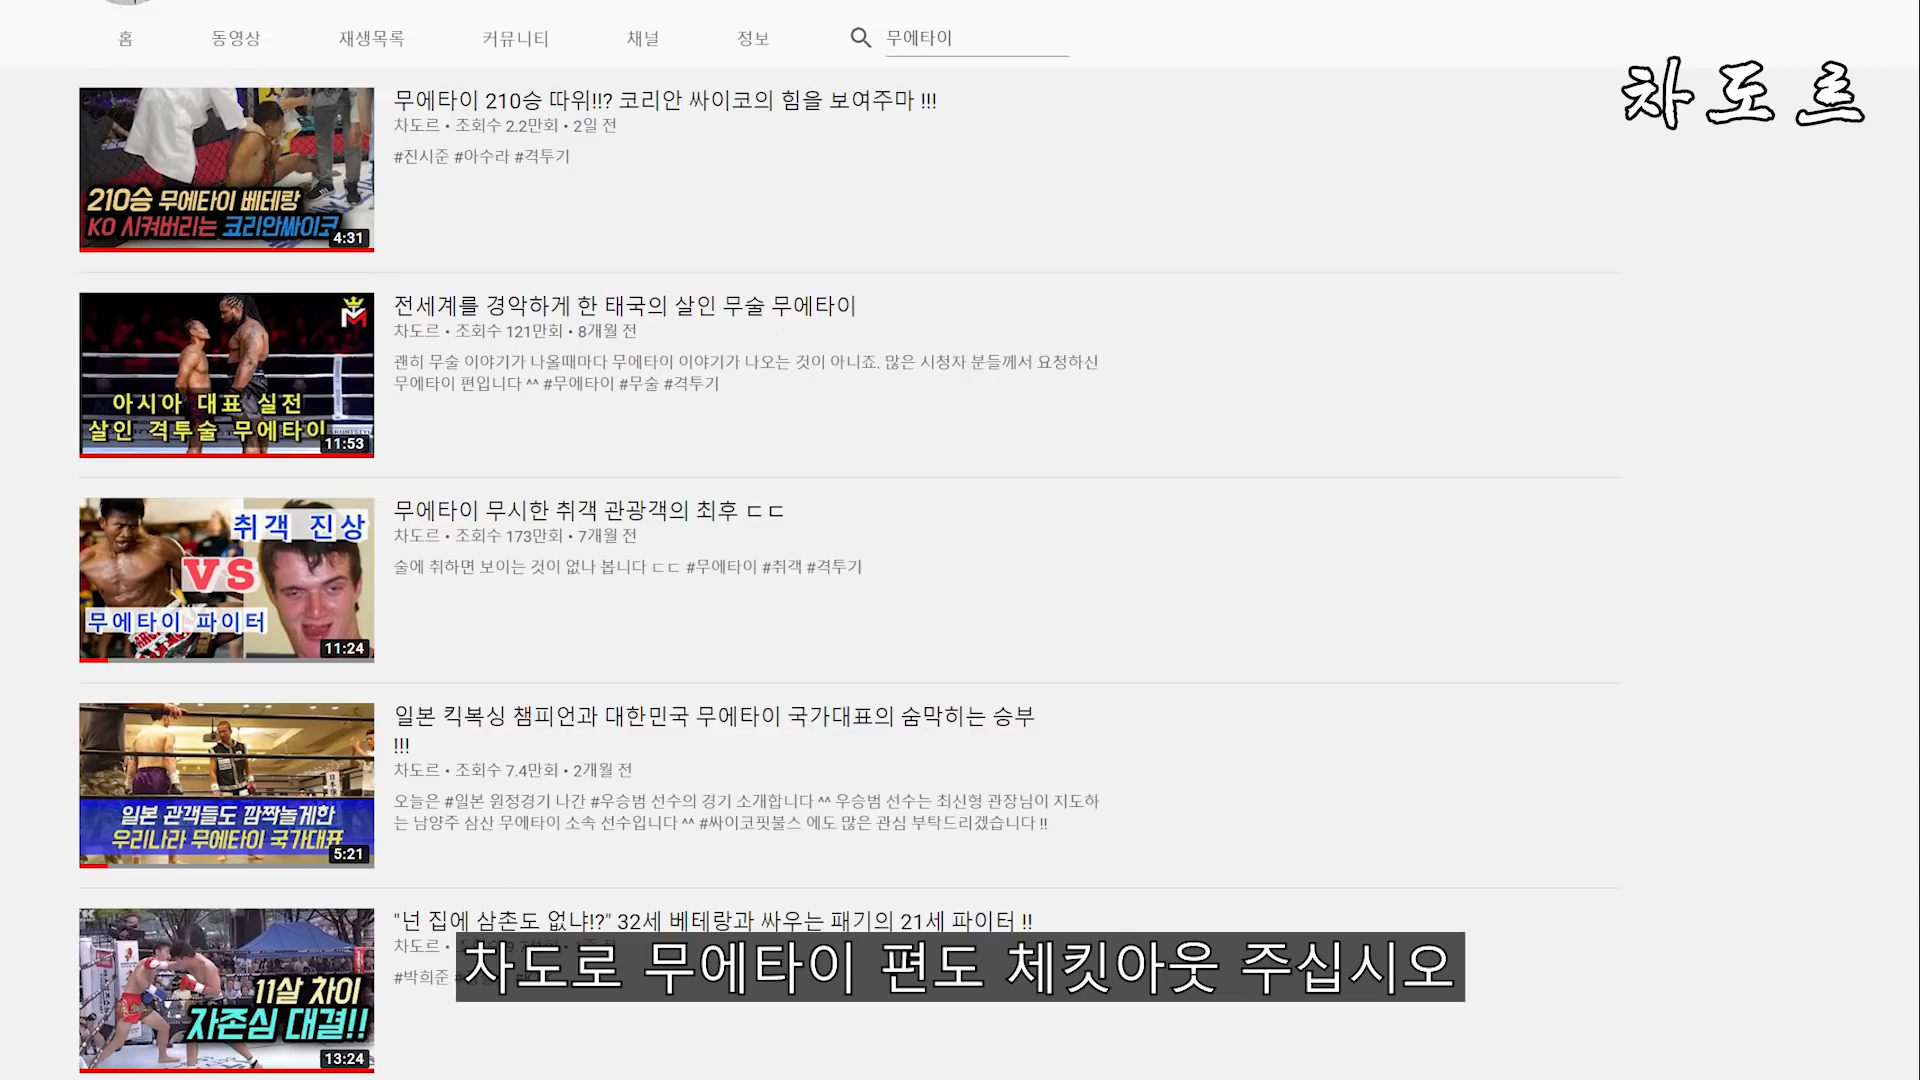 홈 동영상 재생목록 커뮤니티 채널 정보 무에타이
차도르
무에타이 210승 따위!!? 코리안 싸이코의 힘을 보여주마 !!!
차도르 • 조회수 2.2만회 • 2일 전
#진시준 #아수라 #격투기
210승 무에타이 베테랑
KO 시켜버리는 코리안싸이코
4:31
전세계를 경악하게 한 태국의 살인 무술 무에타이
차도르 • 조회수 121만회 • 8개월 전
괜히 무술 이야기가 나올때마다 무에타이 이야기가 나오는 것이 아니죠. 많은 시청자 분들께서 요청하신
무에타이 편입니다 ^^ #무에타이 #무술 #격투기
아시아 대표 실전
살인 격투술 무에타이
11:53
무에타이 무시한 취객 관광객의 최후 ㄷㄷ
차도르 • 조회수 173만회 • 7개월 전
술에 취하면 보이는 것이 없나 봅니다 ㄷㄷ #무에타이 #취객 #격투기
취객 진상
VS
무에타이 파이터
11:24
일본 킥복싱 챔피언과 대한민국 무에타이 국가대표의 숨막히는 승부
!!!
차도르 • 조회수 7.4만회 • 2개월 전
오늘은 #일본 원정경기 나간 #우승범 선수의 경기 소개합니다 ^^ 우승범 선수는 최신형 관장님이 지도하
는 남양주 삼산 무에타이 소속 선수입니다 ^^ #싸이코핏불스 에도 많은 관심 부탁드리겠습니다 !!
일본 관객들도 깜짝놀게한
우리나라 무에타이 국가대표
5:21
"넌 집에 삼촌도 없냐!?" 32세 베테랑과 싸우는 패기의 21세 파이터 !!
차도르
#박희준
11살 차이
자존심 대결!!
13:24
차도로 무에타이 편도 체킷아웃 주십시오